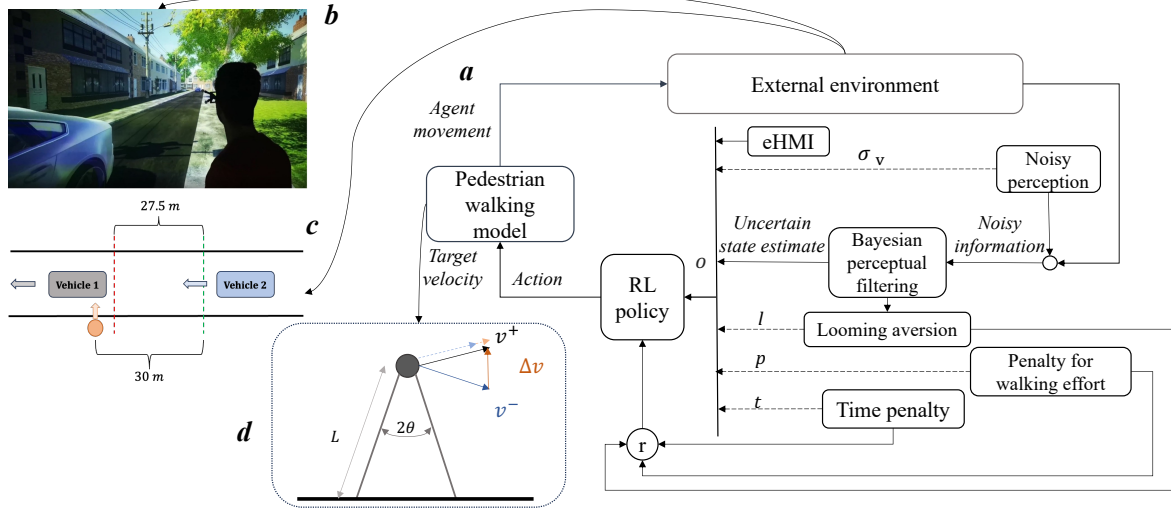 b
a
External environment
Agent
movement
eHMI
σ v
Noisy
perception
Pedestrian
walking
model
27.5 m
c
Uncertain
state estimate
Bayesian
perceptual
filtering
Noisy
information
Target
velocity
Action
RL
policy
o
Vehicle 1
Vehicle 2
30 m
l
Looming aversion
p
Penalty for
walking effort
t
Time penalty
r
d
v+
Δv
v−
L
2θ